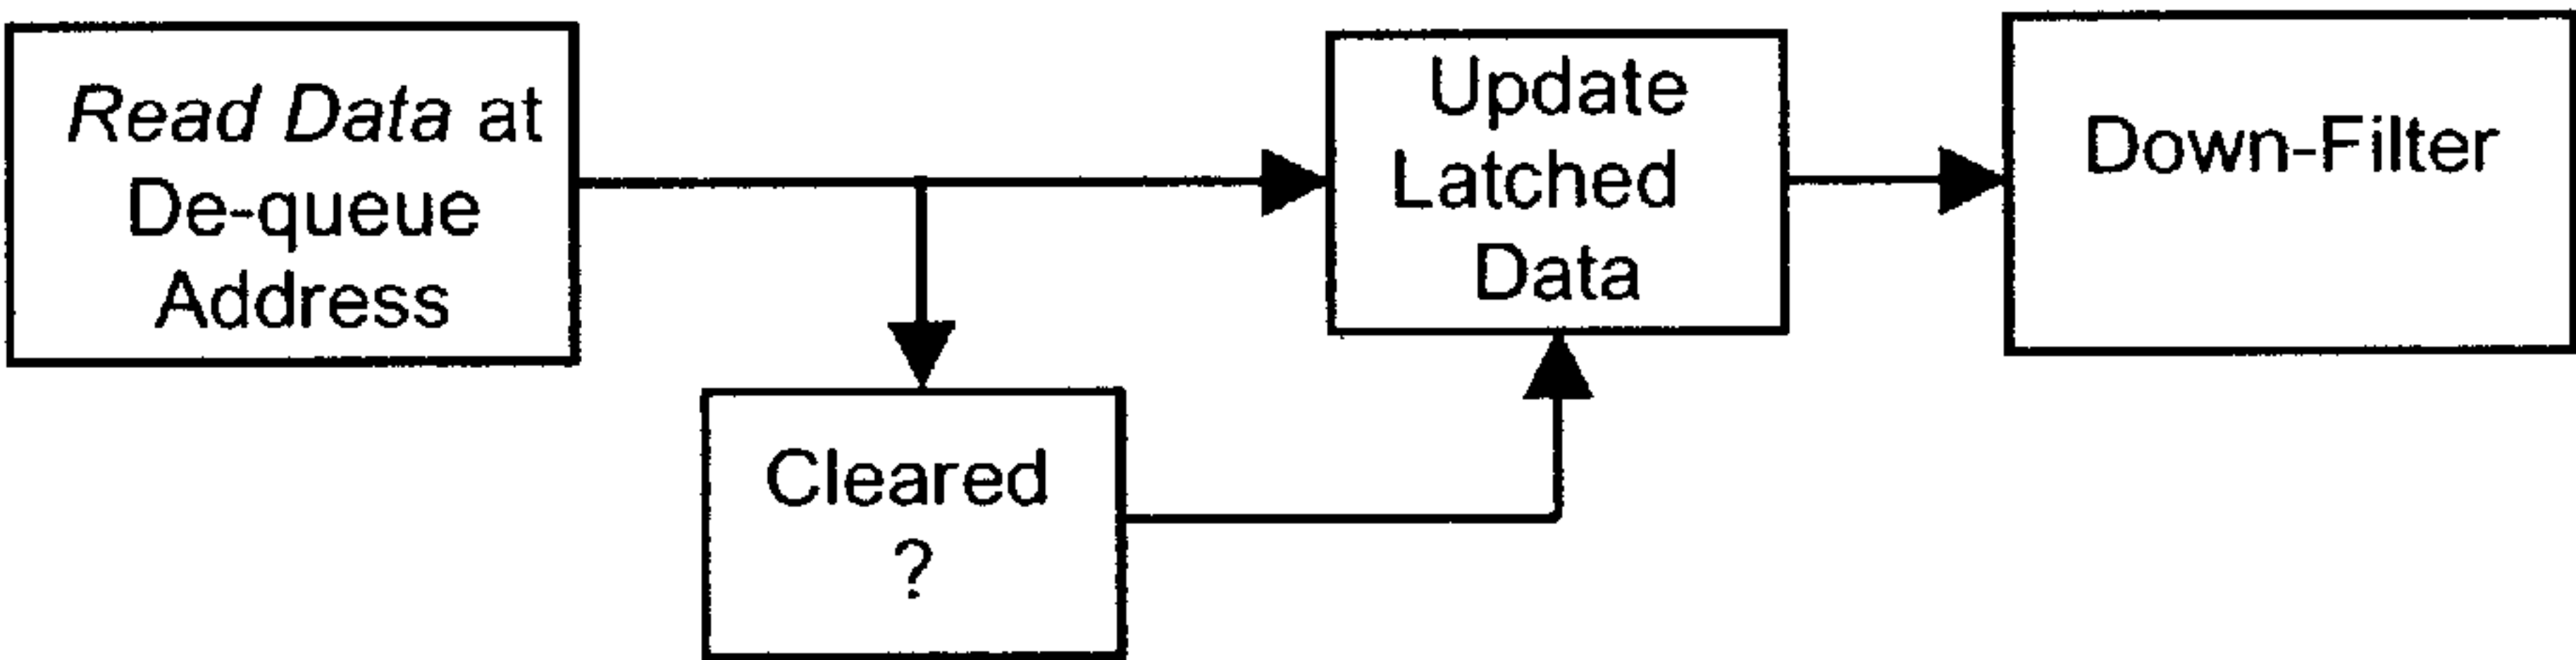 Read Data at
De-queue
Address
Update
Latched
Data
Down-Filter
Cleared
?